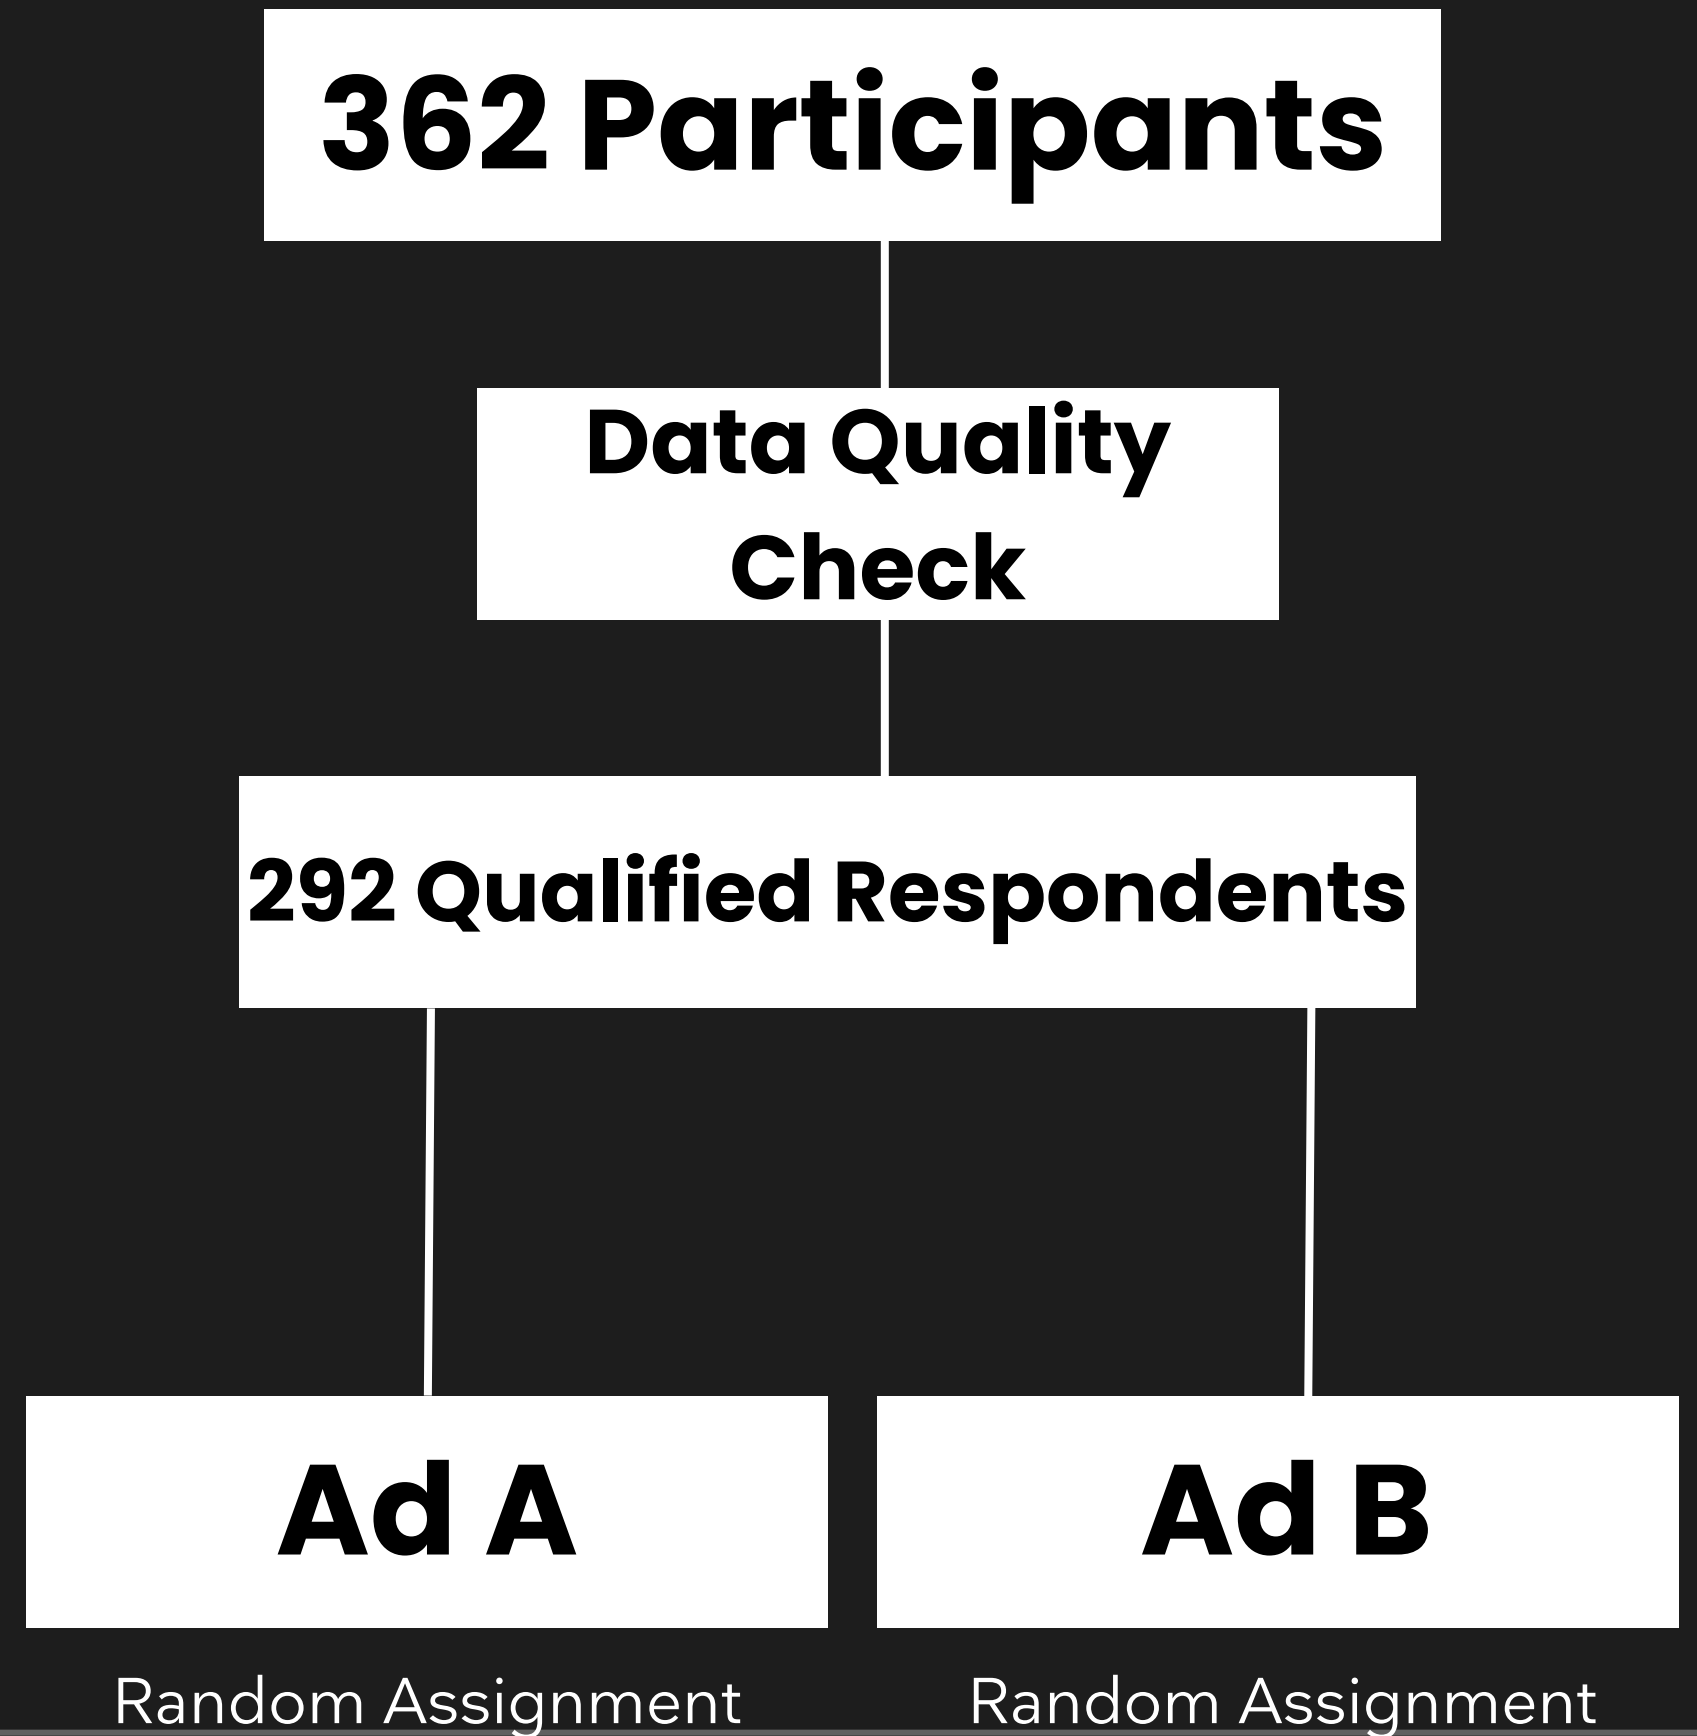 362 Participants
Data Quality
Check
292 Qualified Respondents
Ad A
Ad B
Random Assignment
Random Assignment